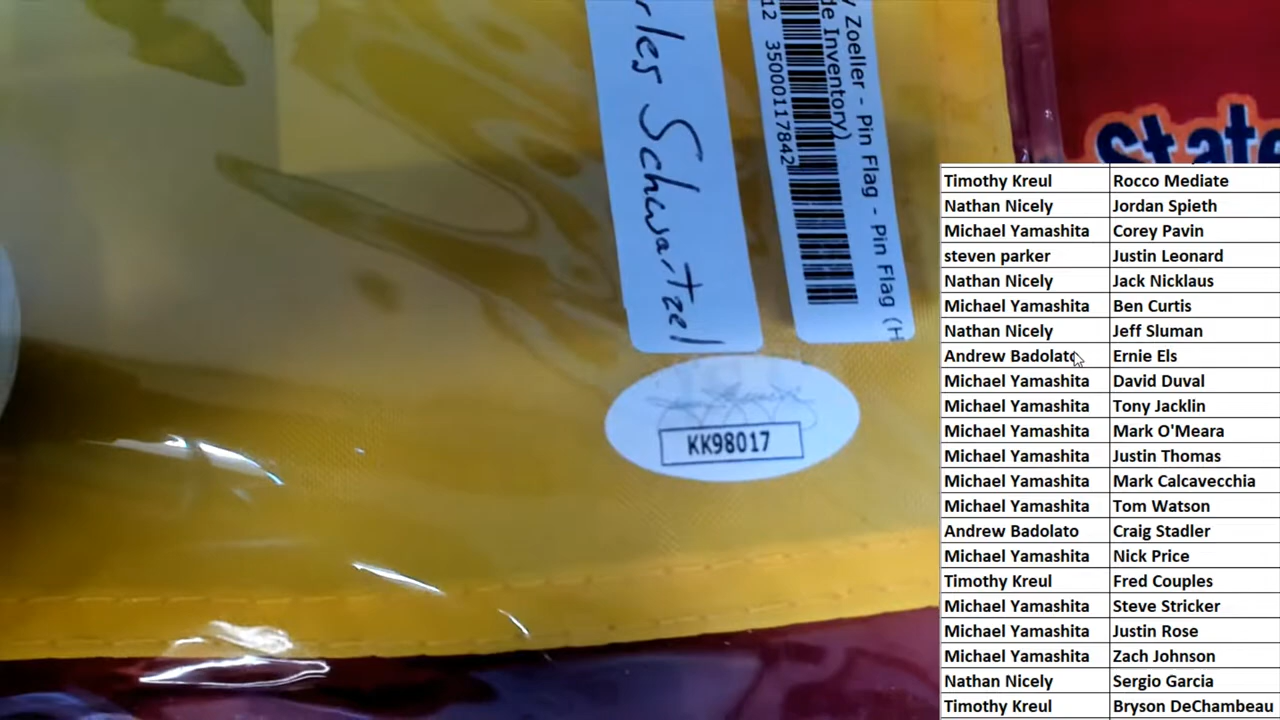 rles Schwartzel
y Zoeller - Pin Flag - Pin Flag (H
de Inventory)
12 35000117842
KK98017
State
Timothy Kreul Rocco Mediate
Nathan Nicely Jordan Spieth
Michael Yamashita Corey Pavin
steven parker Justin Leonard
Nathan Nicely Jack Nicklaus
Michael Yamashita Ben Curtis
Nathan Nicely Jeff Sluman
Andrew Badolato Ernie Els
Michael Yamashita David Duval
Michael Yamashita Tony Jacklin
Michael Yamashita Mark O'Meara
Michael Yamashita Justin Thomas
Michael Yamashita Mark Calcavecchia
Michael Yamashita Tom Watson
Andrew Badolato Craig Stadler
Michael Yamashita Nick Price
Timothy Kreul Fred Couples
Michael Yamashita Steve Stricker
Michael Yamashita Justin Rose
Michael Yamashita Zach Johnson
Nathan Nicely Sergio Garcia
Timothy Kreul Bryson DeChambeau